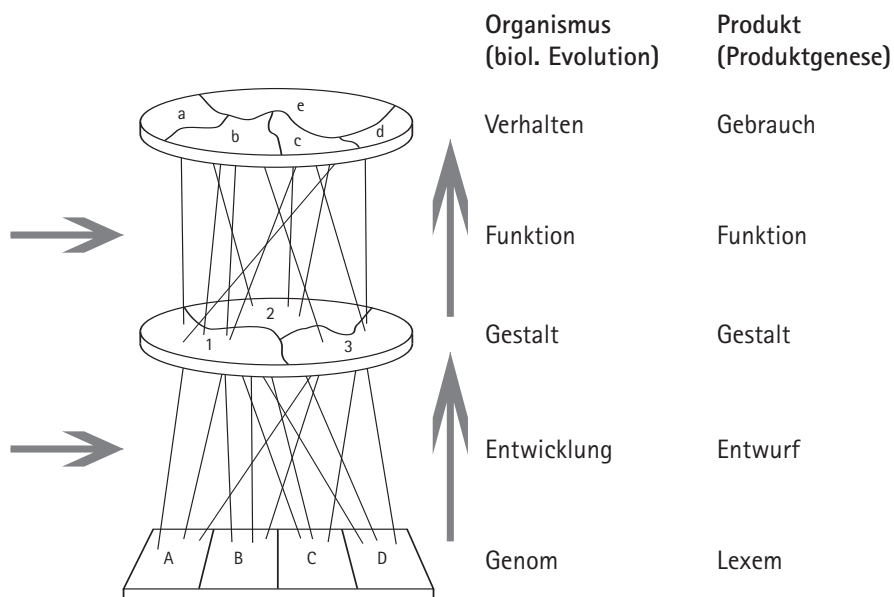 Organismus
(biol. Evolution)
Produkt
(Produktgenese)
a
e
b
c
d
Verhalten
Gebrauch
Funktion
Funktion
2
1
3
Gestalt
Gestalt
Entwicklung
Entwurf
A
B
C
D
Genom
Lexem